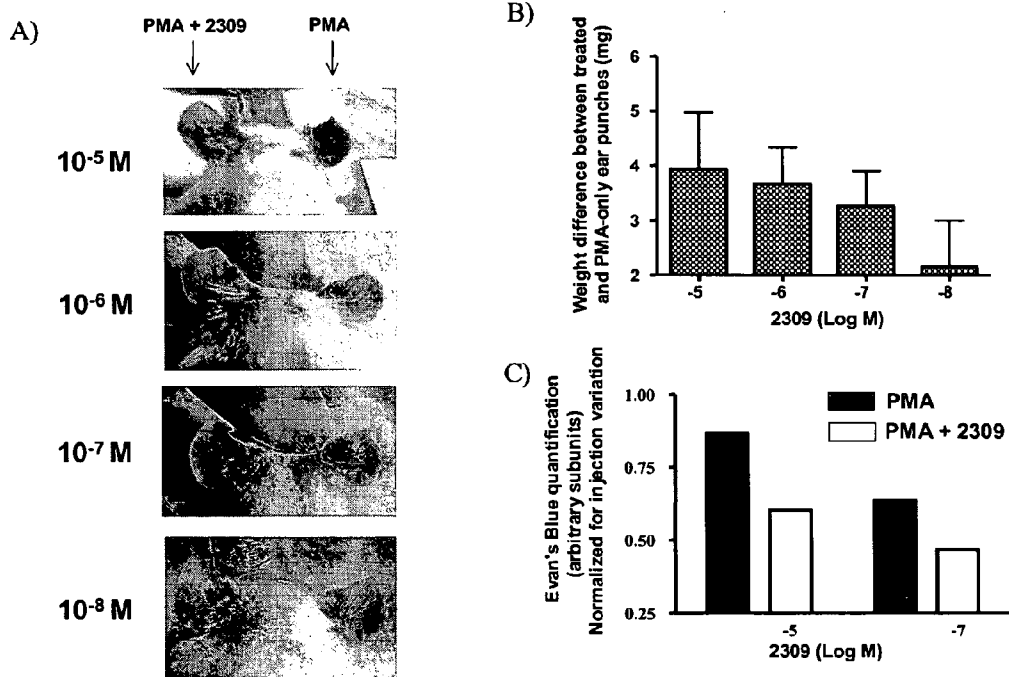 A)
PMA + 2309
PMA
10-5 M
10-6 M
10-7 M
10-8 M
B)
Weight difference between treated
and PMA-only ear punches (mg)
6
5
4
3
2
-5
-6
-7
-8
2309 (Log M)
C)
Evan's Blue quantification
(arbitrary subunits)
Normalized for injection variation
1.00
0.75
0.50
0.25
PMA
PMA + 2309
-5
-7
2309 (Log M)